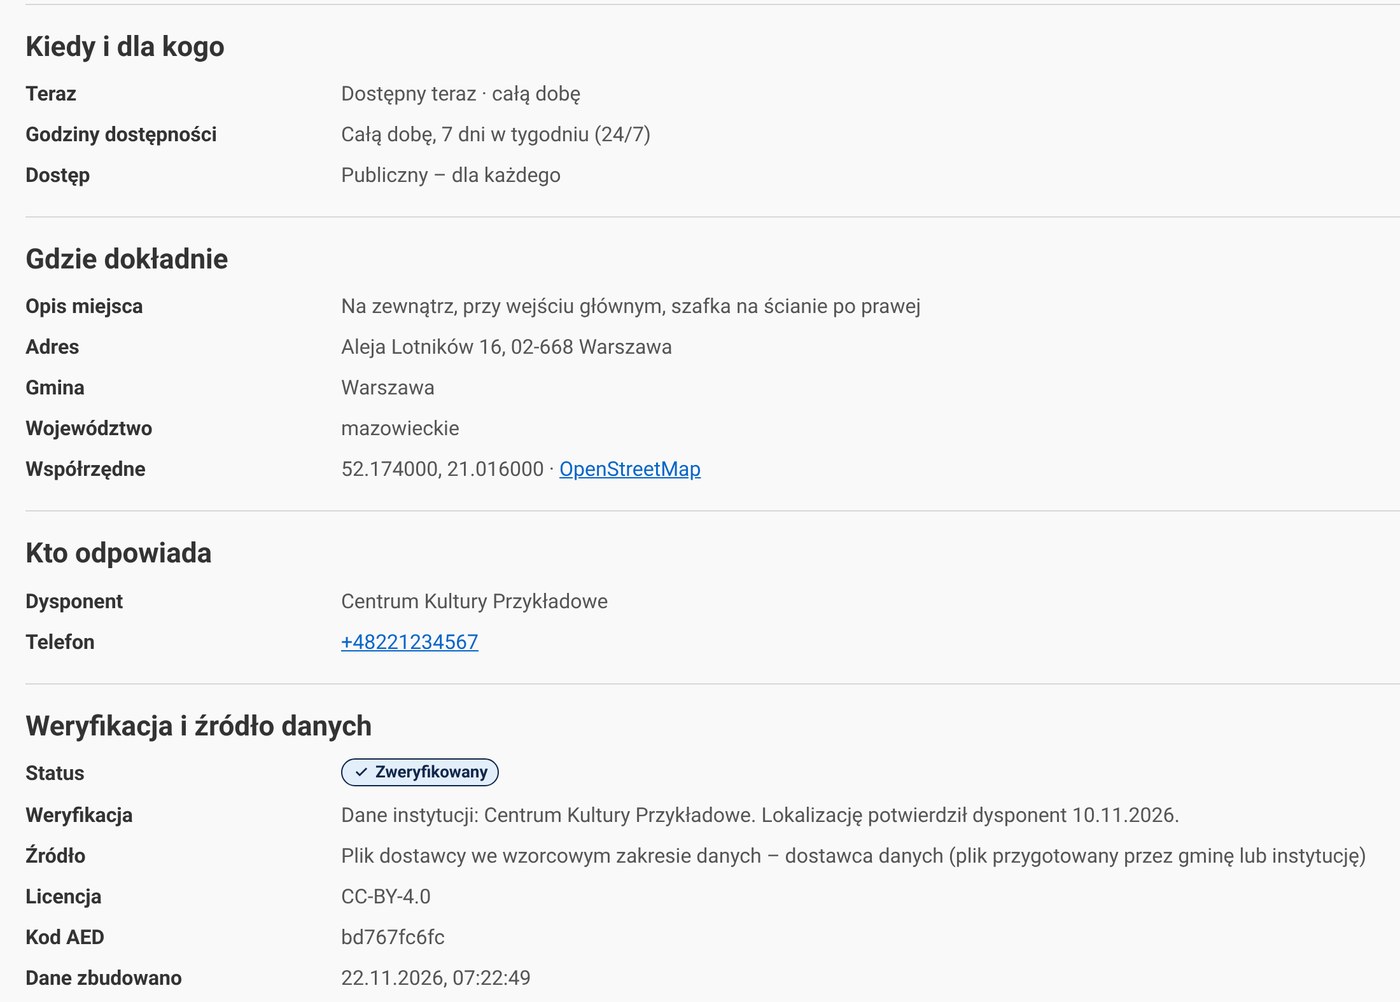 Kiedy i dla kogo
Teraz Dostępny teraz · całą dobę
Godziny dostępności Całą dobę, 7 dni w tygodniu (24/7)
Dostęp Publiczny – dla każdego
Gdzie dokładnie
Opis miejsca Na zewnątrz, przy wejściu głównym, szafka na ścianie po prawej
Adres Aleja Lotników 16, 02-668 Warszawa
Gmina Warszawa
Województwo mazowieckie
Współrzędne 52.174000, 21.016000 · OpenStreetMap
Kto odpowiada
Dysponent Centrum Kultury Przykładowe
Telefon +48221234567
Weryfikacja i źródło danych
Status Zweryfikowany
Weryfikacja Dane instytucji: Centrum Kultury Przykładowe. Lokalizację potwierdził dysponent 10.11.2026.
Źródło Plik dostawcy we wzorcowym zakresie danych – dostawca danych (plik przygotowany przez gminę lub instytucję)
Licencja CC-BY-4.0
Kod AED bd767fc6fc
Dane zbudowano 22.11.2026, 07:22:49